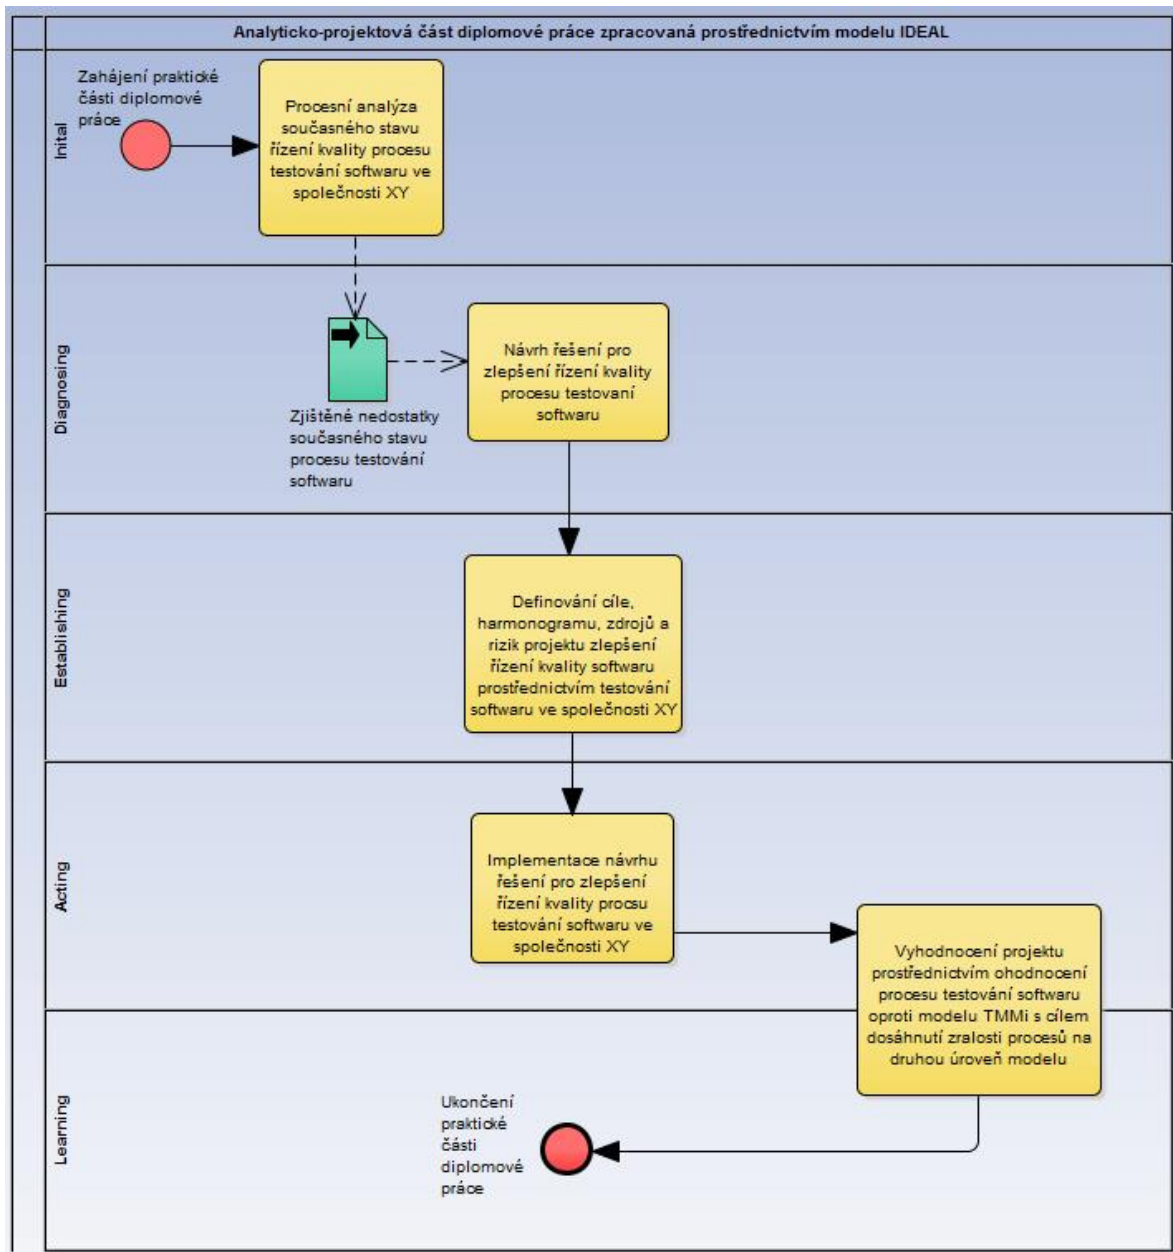 Analyticko-projektová část diplomové práce zpracovaná prostřednictvím modelu IDEAL
Inital
Zahájení praktické
části diplomové
práce
Procesní analýza
současného stavu
řízení kvality procesu
testování softwaru ve
společnosti XY
Diagnosing
Zjištěné nedostatky
současného stavu
procesu testování
softwaru
Návrh řešení pro
zlepšení řízení kvality
procesu testovaní
softwaru
Establishing
Definování cíle,
harmonogramu, zdrojů a
rizik projektu zlepšení
řízení kvality softwaru
prostřednictvím testování
softwaru ve společnosti XY
Acting
Implementace návrhu
řešení pro zlepšení
řízení kvality procsu
testování softwaru ve
společnosti XY
Vyhodnocení projektu
prostřednictvím ohodnocení
procesu testování softwaru
oproti modelu TMMi s cílem
dosáhnutí zralosti procesů na
druhou úroveň modelu
Learning
Ukončení
praktické
části
diplomové
práce